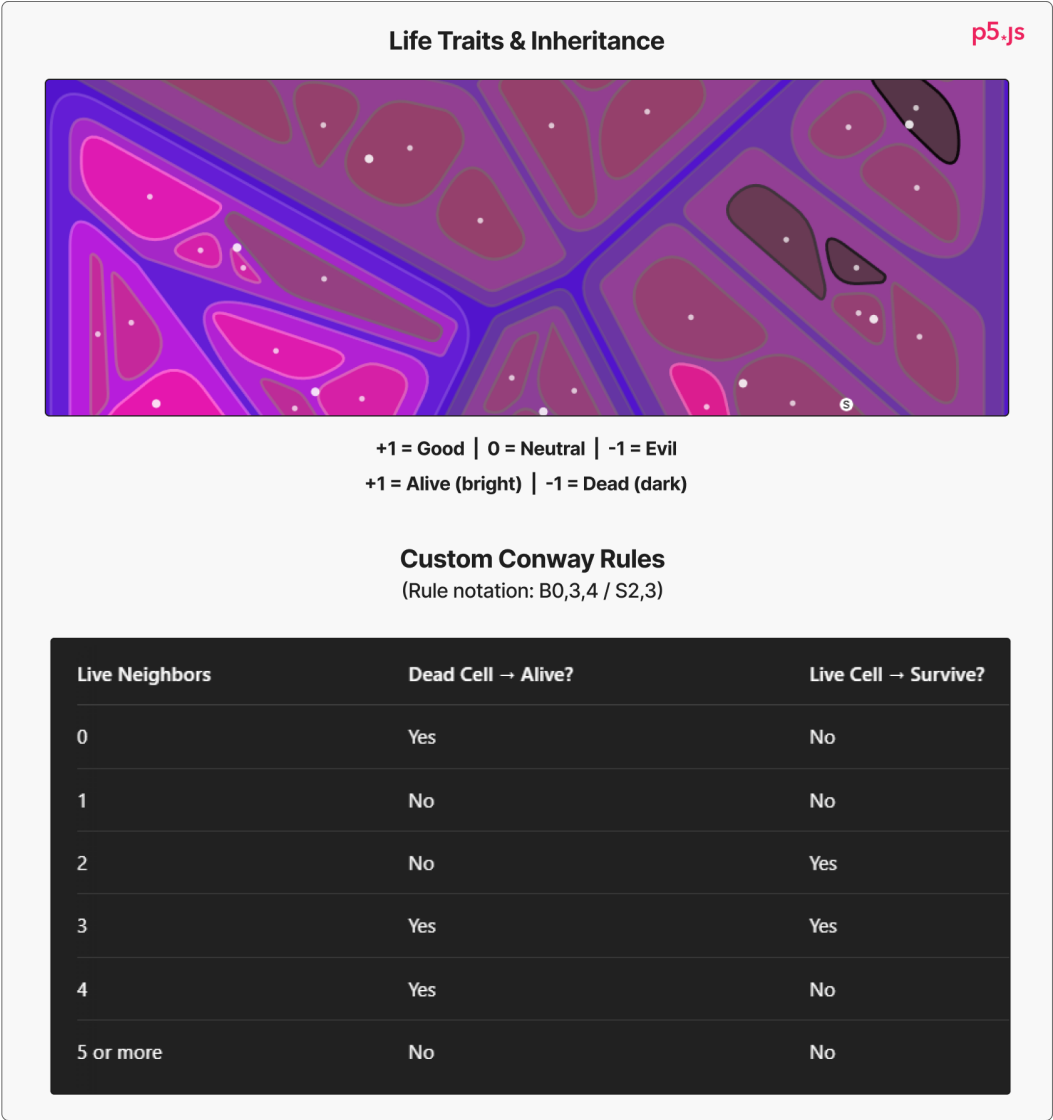 Life Traits & Inheritance
p5*js
S
+1 = Good | 0 = Neutral | -1 = Evil
+1 = Alive (bright) | -1 = Dead (dark)
Custom Conway Rules
(Rule notation: B0,3,4 / S2,3)
Live Neighbors Dead Cell → Alive? Live Cell → Survive?
0 Yes No
1 No No
2 No Yes
3 Yes Yes
4 Yes No
5 or more No No